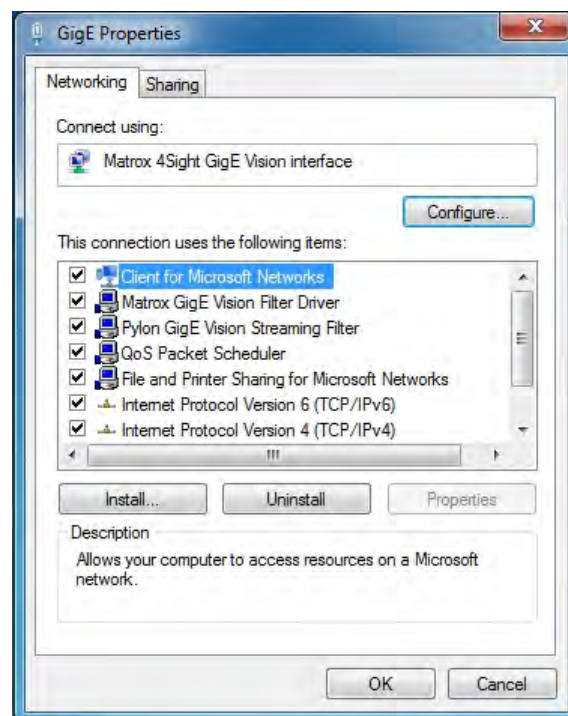 GigE Properties
Networking
Sharing
Connect using:
Matrox 4Sight GigE Vision interface
Configure...
This connection uses the following items:
Client for Microsoft Networks
Matrox GigE Vision Filter Driver
Pylon GigE Vision Streaming Filter
QoS Packet Scheduler
File and Printer Sharing for Microsoft Networks
Internet Protocol Version 6 (TCP/IPv6)
Internet Protocol Version 4 (TCP/IPv4)
Install...
Uninstall
Properties
Description
Allows your computer to access resources on a Microsoft
network.
OK
Cancel